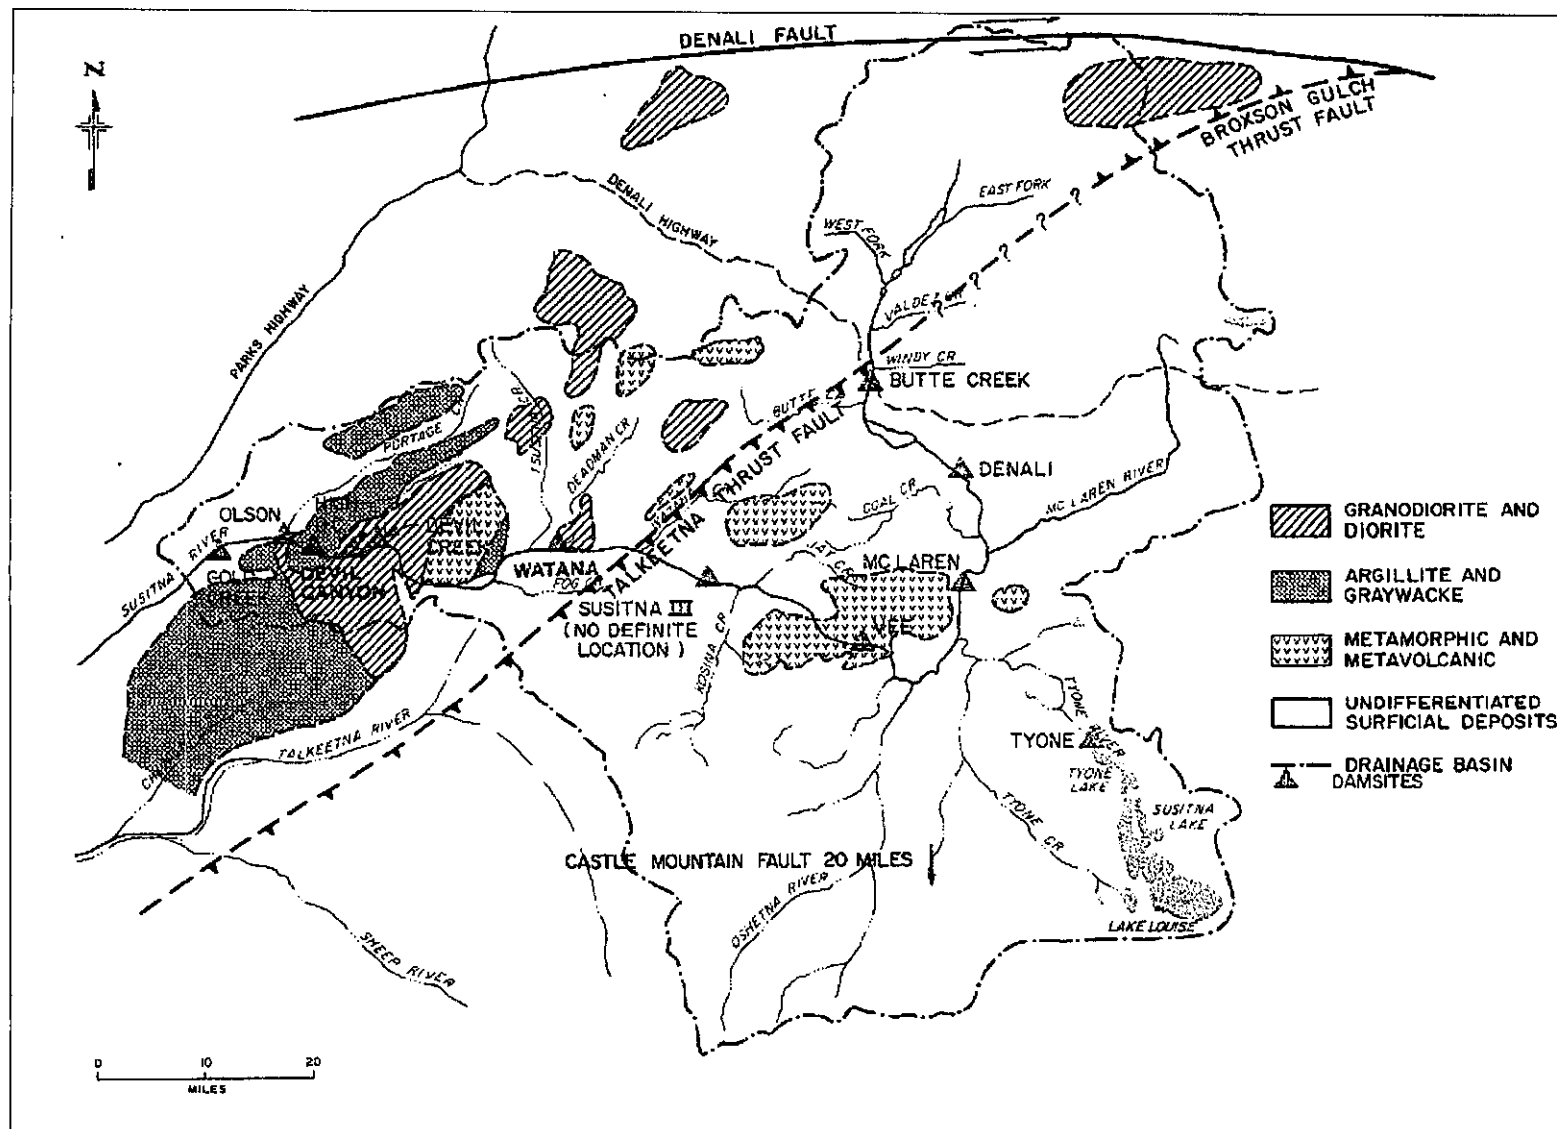 DENALI FAULT
N
BROXSON GULCH
THRUST FAULT
DENALI HIGHWAY
EAST FORK
WEST FORK
PARKS HIGHWAY
WINDY CR
BUTTE CREEK
PORTAGE
DEADMAN CR
DENALI
TALKEETNA THRUST FAULT
COAL CR
MC LAREN RIVER
OLSON
SUSITNA RIVER
DEVIL
CANYON
CREEK
WATANA
FOG
MC LAREN
SUSITNA III
(NO DEFINITE
LOCATION)
VEE
KOSINA CR
TALKEETNA RIVER
TYONE RIVER
TYONE
TYONE
LAKE
SUSITNA
LAKE
TYONE CR
CASTLE MOUNTAIN FAULT 20 MILES
OSHETNA RIVER
LAKE LOUISE
SHEEP RIVER
GRANODIORITE AND
DIORITE
ARGILLITE AND
GRAYWACKE
METAMORPHIC AND
METAVOLCANIC
UNDIFFERENTIATED
SURFICIAL DEPOSITS
DRAINAGE BASIN
DAMSITES
0 10 20
MILES